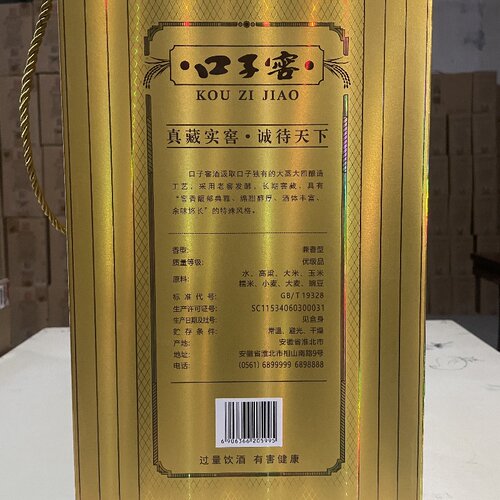 口子窖
KOU ZI JIAO
真藏实窖·诚待天下
口子窖酒汲取口子独有的大蒸大回酿造
工艺，采用老窖发酵，长期窖藏，具有
“窖香馥郁典雅、绵甜醇厚、酒体丰富、
余味悠长”的特殊风格。
香型: 兼香型
质量等级: 优级品
原料: 水、高粱、大米、玉米
糯米、小麦、大麦、豌豆
标准代号: GB/T19328
生产许可证号: SC11534060300031
生产日期及批号: 见盒身
贮存条件: 常温、避光、干燥
产地: 安徽省淮北市
地址: 安徽省淮北市相山南路9号
电话: (0561) 6899999 6898888
6906366205995
过量饮酒 有害健康